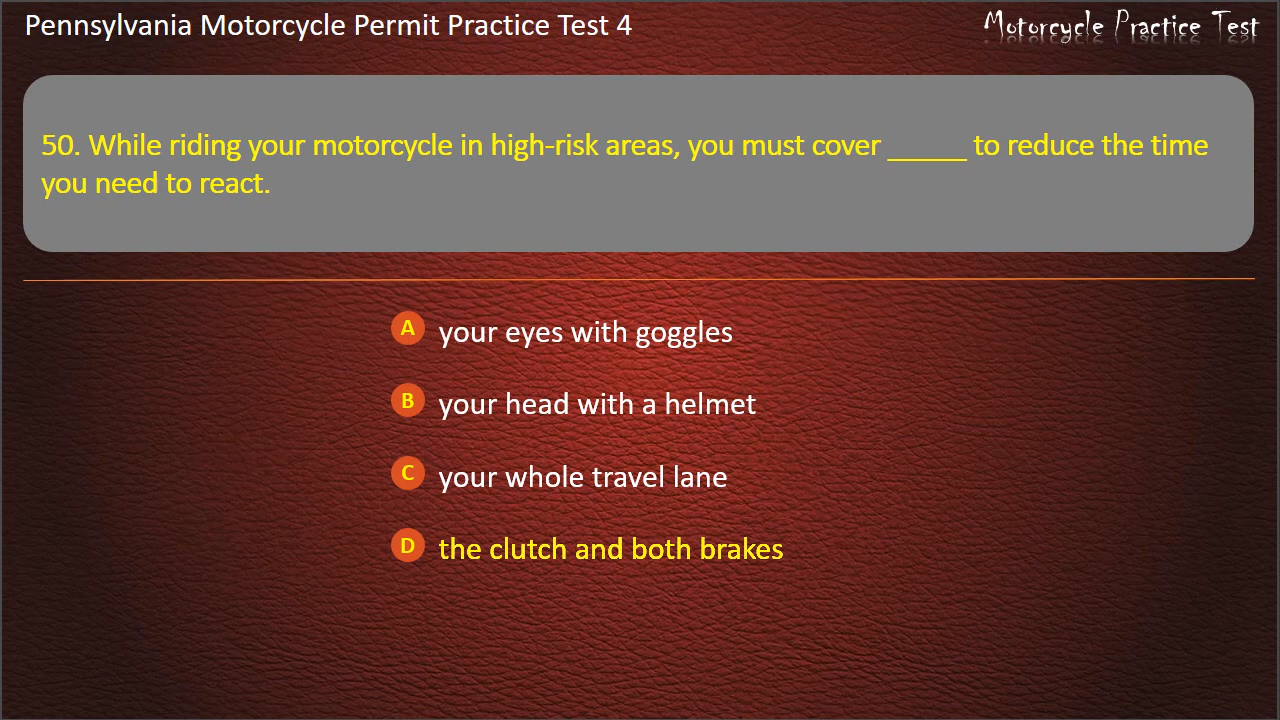 Pennsylvania Motorcycle Permit Practice Test 4
Motorcycle Practice Test
50. While riding your motorcycle in high-risk areas, you must cover _____ to reduce the time
you need to react.
A your eyes with goggles
B your head with a helmet
C your whole travel lane
D the clutch and both brakes